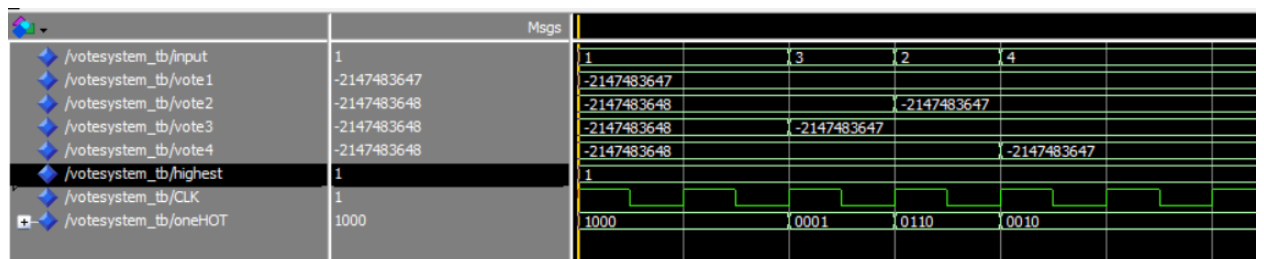 Msgs
/votesystem_tb/input 1 1 3 2 4
/votesystem_tb/vote1 -2147483647 -2147483647
/votesystem_tb/vote2 -2147483648 -2147483648 -2147483647
/votesystem_tb/vote3 -2147483648 -2147483648 -2147483647
/votesystem_tb/vote4 -2147483648 -2147483648 -2147483647
/votesystem_tb/highest 1 1
/votesystem_tb/CLK 1
/votesystem_tb/oneHOT 1000 1000 0001 0110 0010